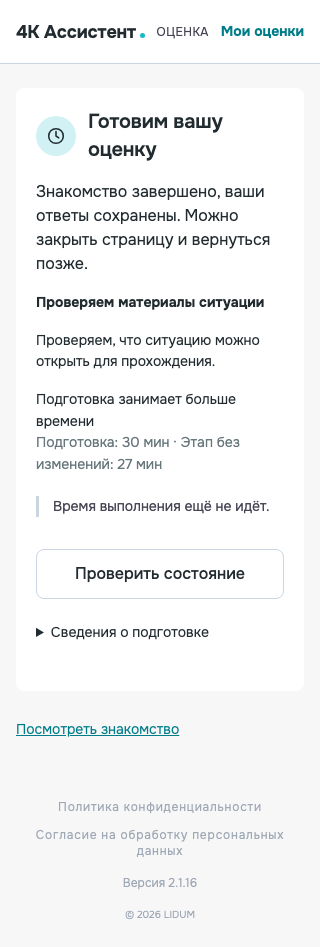 4K Ассистент
ОЦЕНКА
Мои оценки
Готовим вашу
оценку
Знакомство завершено, ваши
ответы сохранены. Можно
закрыть страницу и вернуться
позже.
Проверяем материалы ситуации
Проверяем, что ситуацию можно
открыть для прохождения.
Подготовка занимает больше
времени
Подготовка: 30 мин · Этап без
изменений: 27 мин
Время выполнения ещё не идёт.
Проверить состояние
Сведения о подготовке
Посмотреть знакомство
Политика конфиденциальности
Согласие на обработку персональных
данных
Версия 2.1.16
© 2026 LIDUM